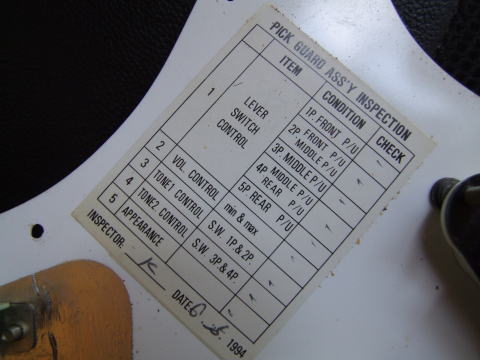 PICK GUARD ASS'Y INSPECTION
ITEM CONDITION CHECK
1 LEVER SWITCH CONTROL
1P. FRONT P/U
2P. FRONT P/U
MIDDLE P/U
3P MIDDLE P/U
4P MIDDLE P/U
REAR P/U
5P REAR P/U
2 VOL. CONTROL min & max
3 TONE1 CONTROL S.W 1P.& 2P.
4 TONE2 CONTROL S.W 3P.& 4P.
5 APPEARANCE
INSPECTOR K DATE 6 1994